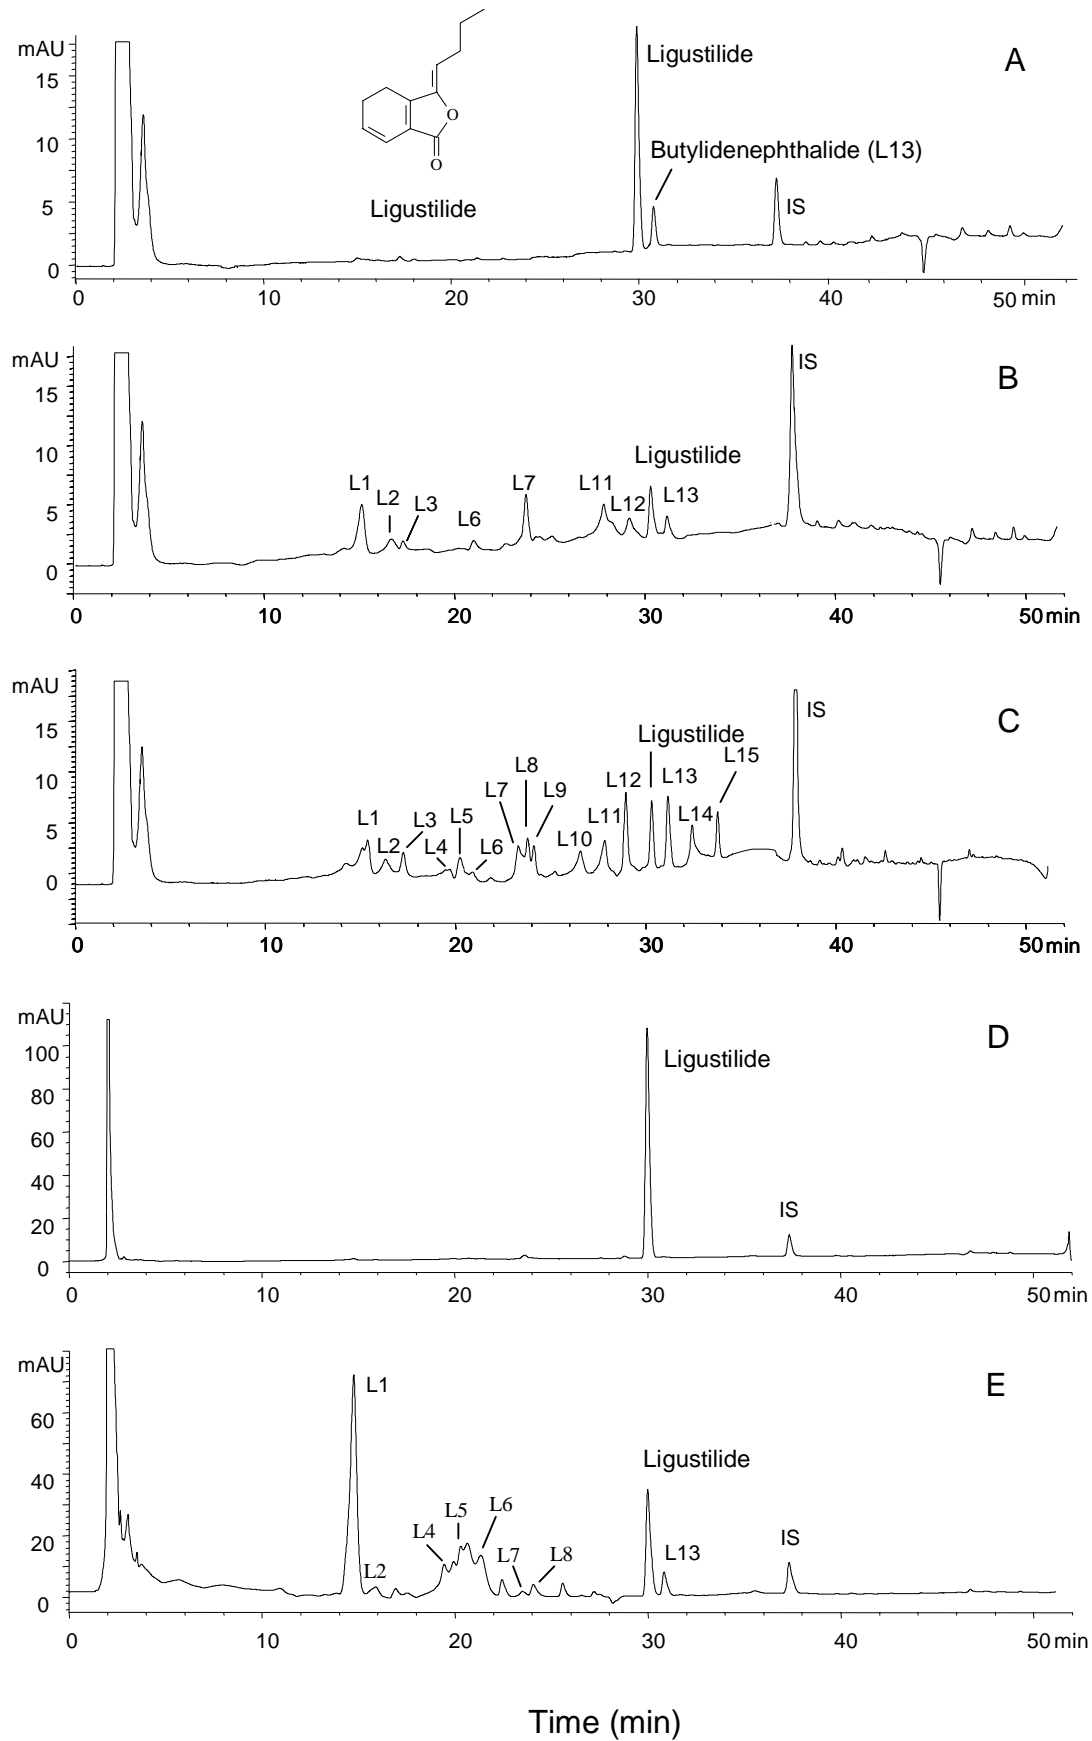 mAU
A
15
10
5
0
O
O
Ligustilide
Ligustilide
Butylidenephthalide (L13)
IS
0 10 20 30 40 50 min
mAU
B
15
10
5
0
L1
L2
L3
L6
L7
L11
L12
Ligustilide
L13
IS
0 10 20 30 40 50 min
mAU
C
15
10
5
0
L1
L2
L3
L4
L5
L6
L7
L8
L9
L10
L11
L12
Ligustilide
L13
L14
L15
IS
0 10 20 30 40 50 min
mAU
D
100
80
60
40
20
0
Ligustilide
IS
0 10 20 30 40 50 min
mAU
E
60
40
20
0
L1
L2
L4
L5
L6
L7
L8
Ligustilide
L13
IS
0 10 20 30 40 50 min
Time (min)